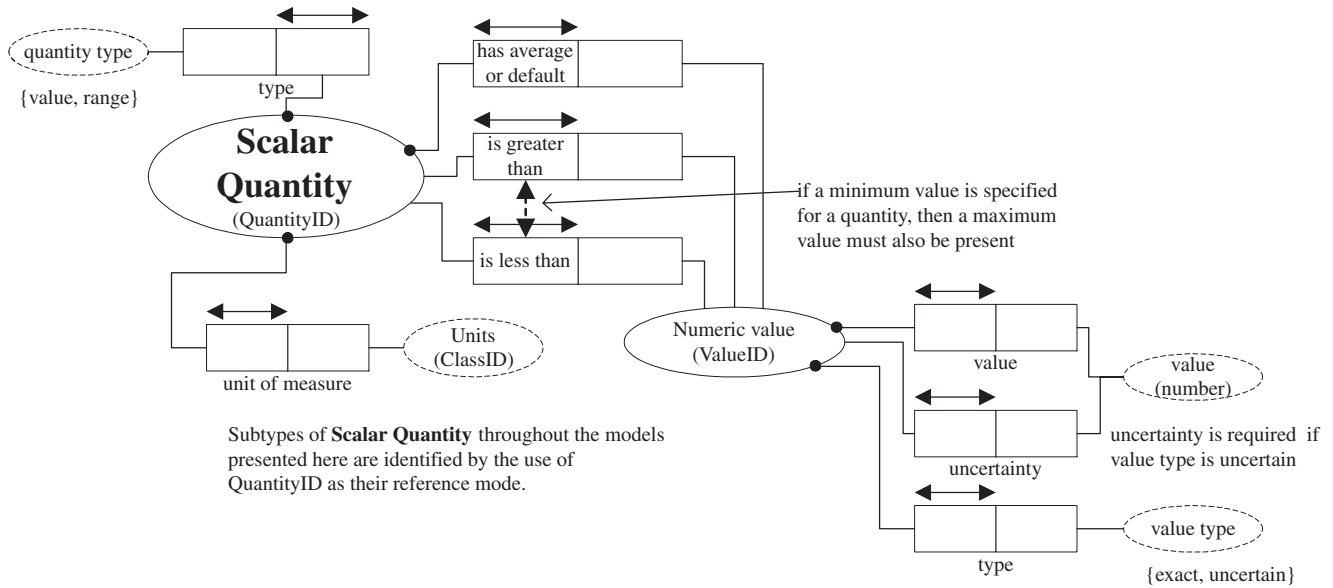 quantity type
{value, range}
type
has average
or default
Scalar
Quantity
(QuantityID)
is greater
than
if a minimum value is specified
for a quantity, then a maximum
value must also be present
is less than
Units
(ClassID)
unit of measure
Numeric value
(ValueID)
value
value
(number)
Subtypes of Scalar Quantity throughout the models
presented here are identified by the use of
QuantityID as their reference mode.
uncertainty
uncertainty is required if
value type is uncertain
type
value type
{exact, uncertain}